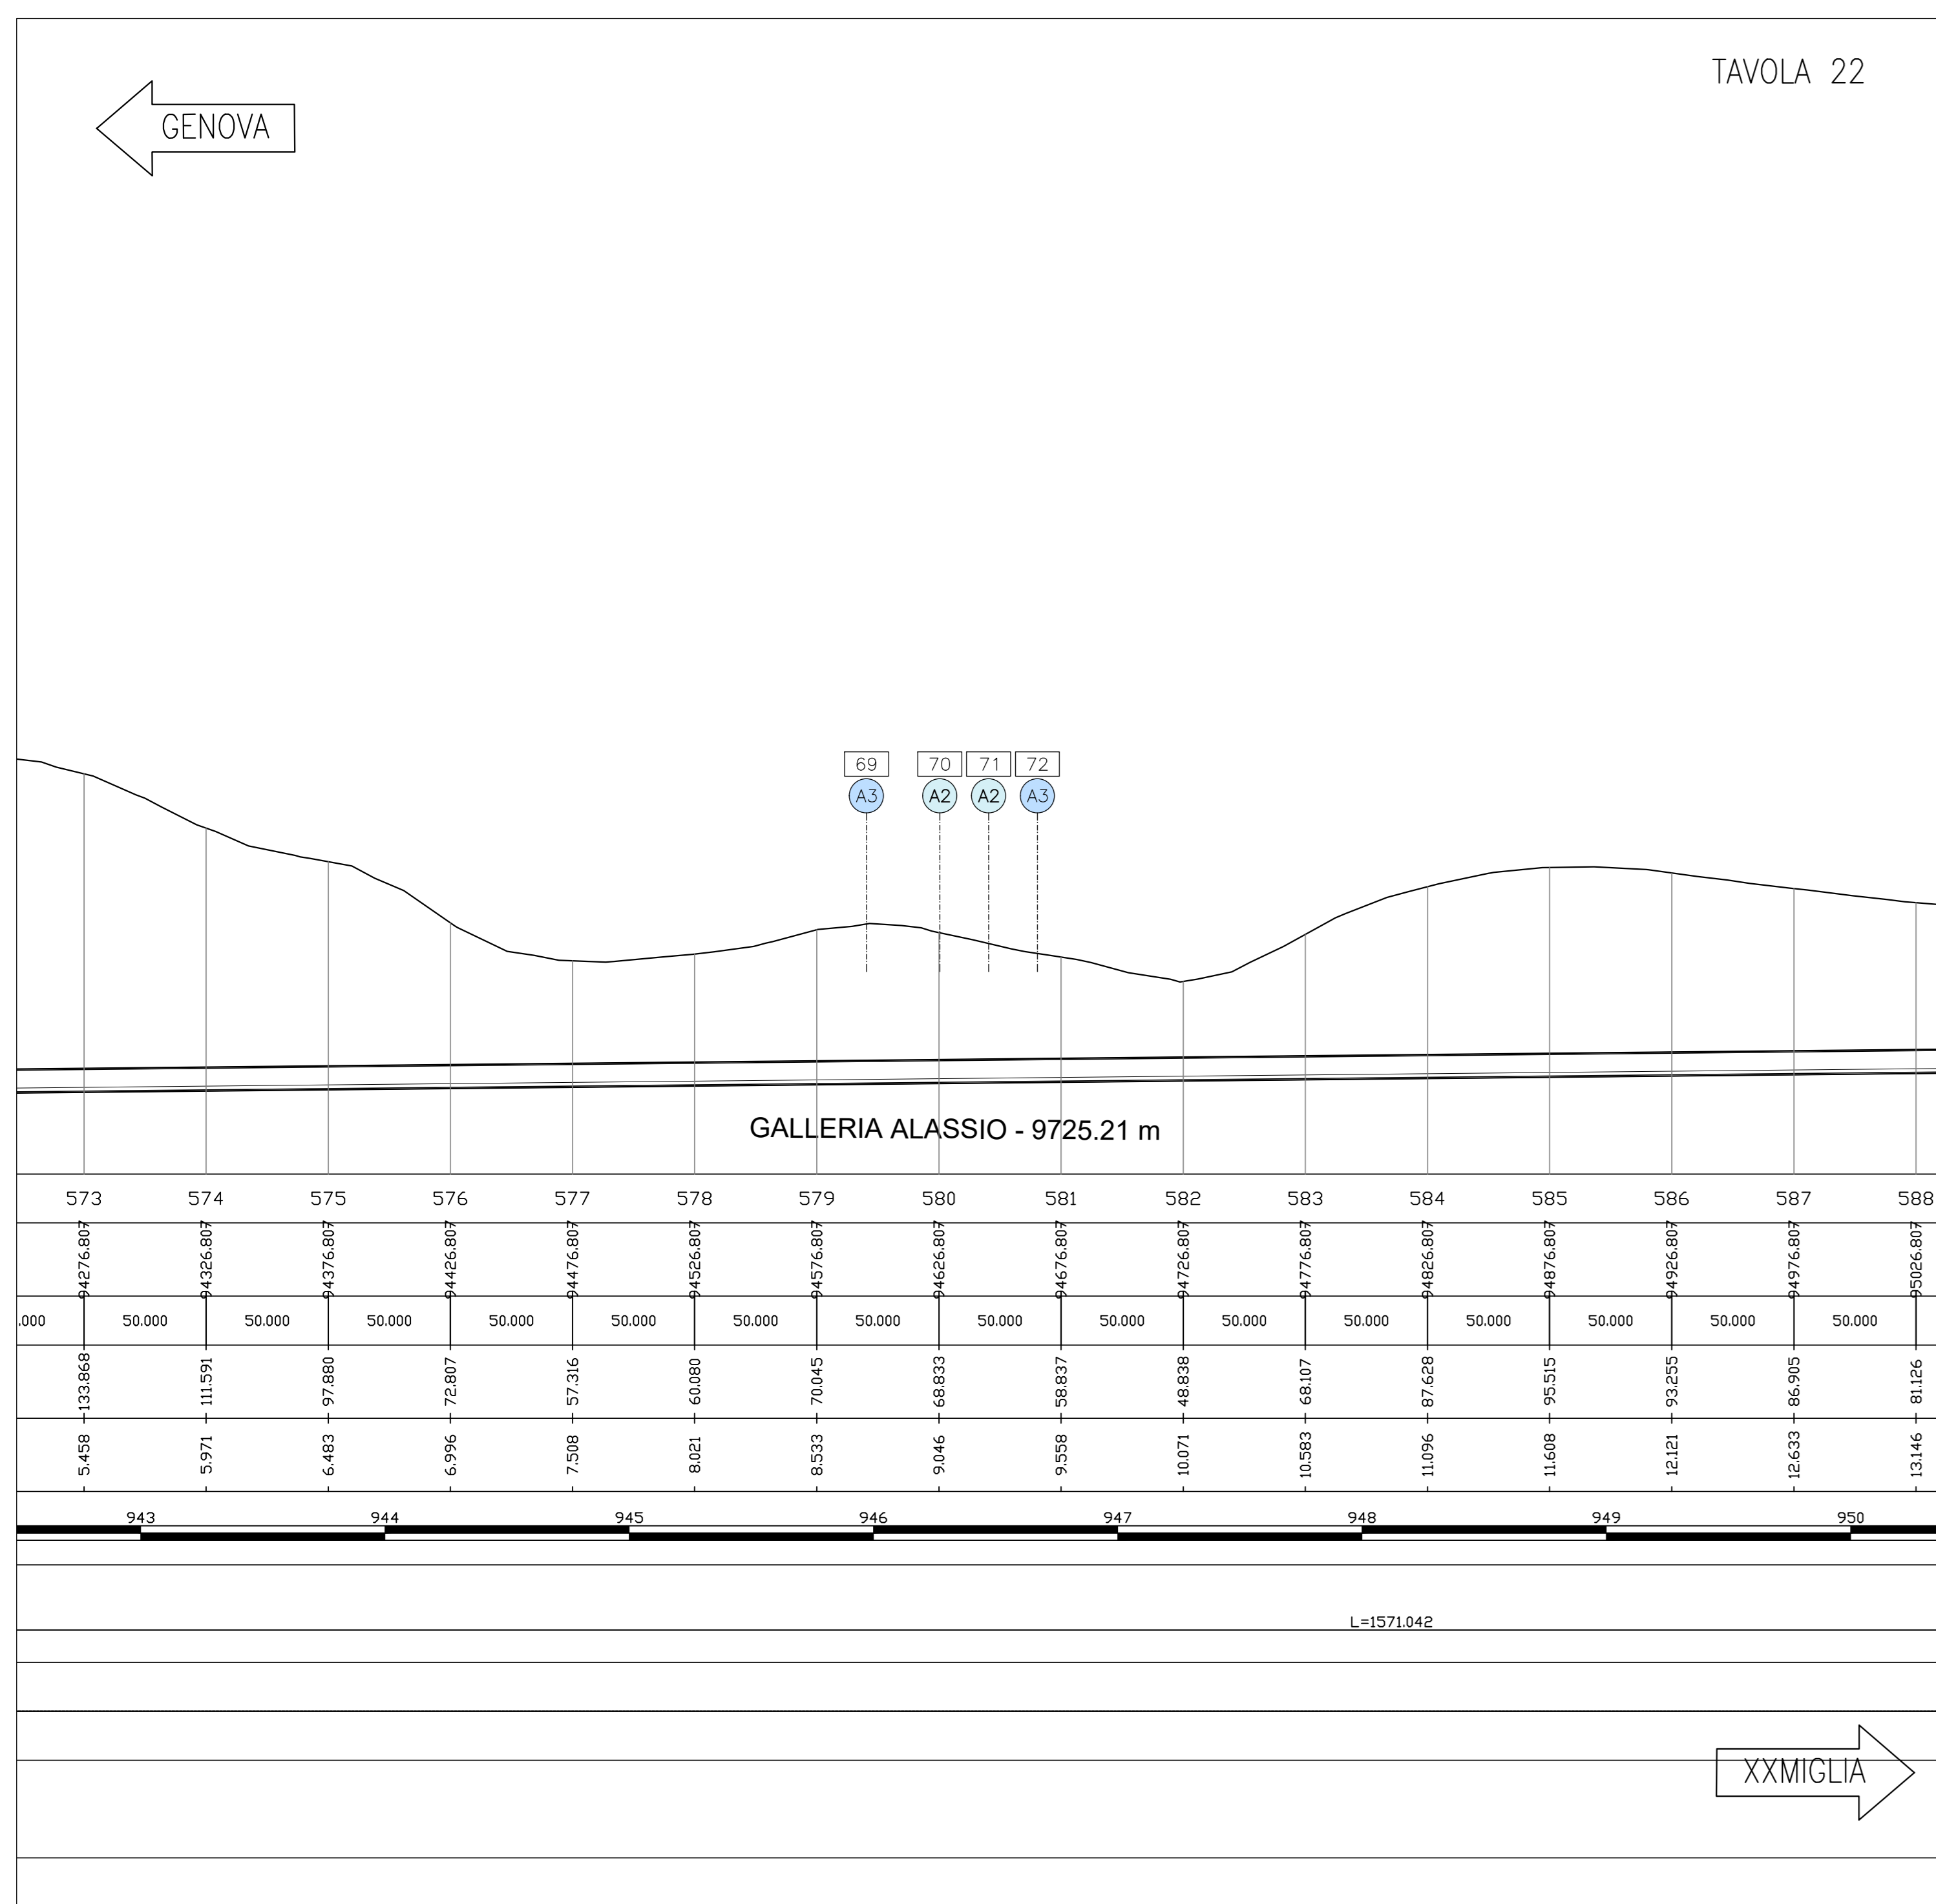 TAVOLA 22
GENOVA
69 70 71 72
A3 A2 A2 A3
GALLERIA ALASSIO - 9725.21 m
573 574 575 576 577 578 579 580 581 582 583 584 585 586 587 588
94276.807 94326.807 94376.807 94426.807 94476.807 94526.807 94576.807 94626.807 94676.807 94726.807 94776.807 94826.807 94876.807 94926.807 94976.807 95026.807
.000 50.000 50.000 50.000 50.000 50.000 50.000 50.000 50.000 50.000 50.000 50.000 50.000 50.000 50.000 50.000
133.868 111.591 97.880 72.807 57.316 60.080 70.045 68.833 58.837 48.838 68.107 87.628 95.515 93.255 86.905 81.126
5.458 5.971 6.483 6.996 7.508 8.021 8.533 9.046 9.558 10.071 10.583 11.096 11.608 12.121 12.633 13.146
943 944 945 946 947 948 949 950
L=1571.042
XXMIGLIA